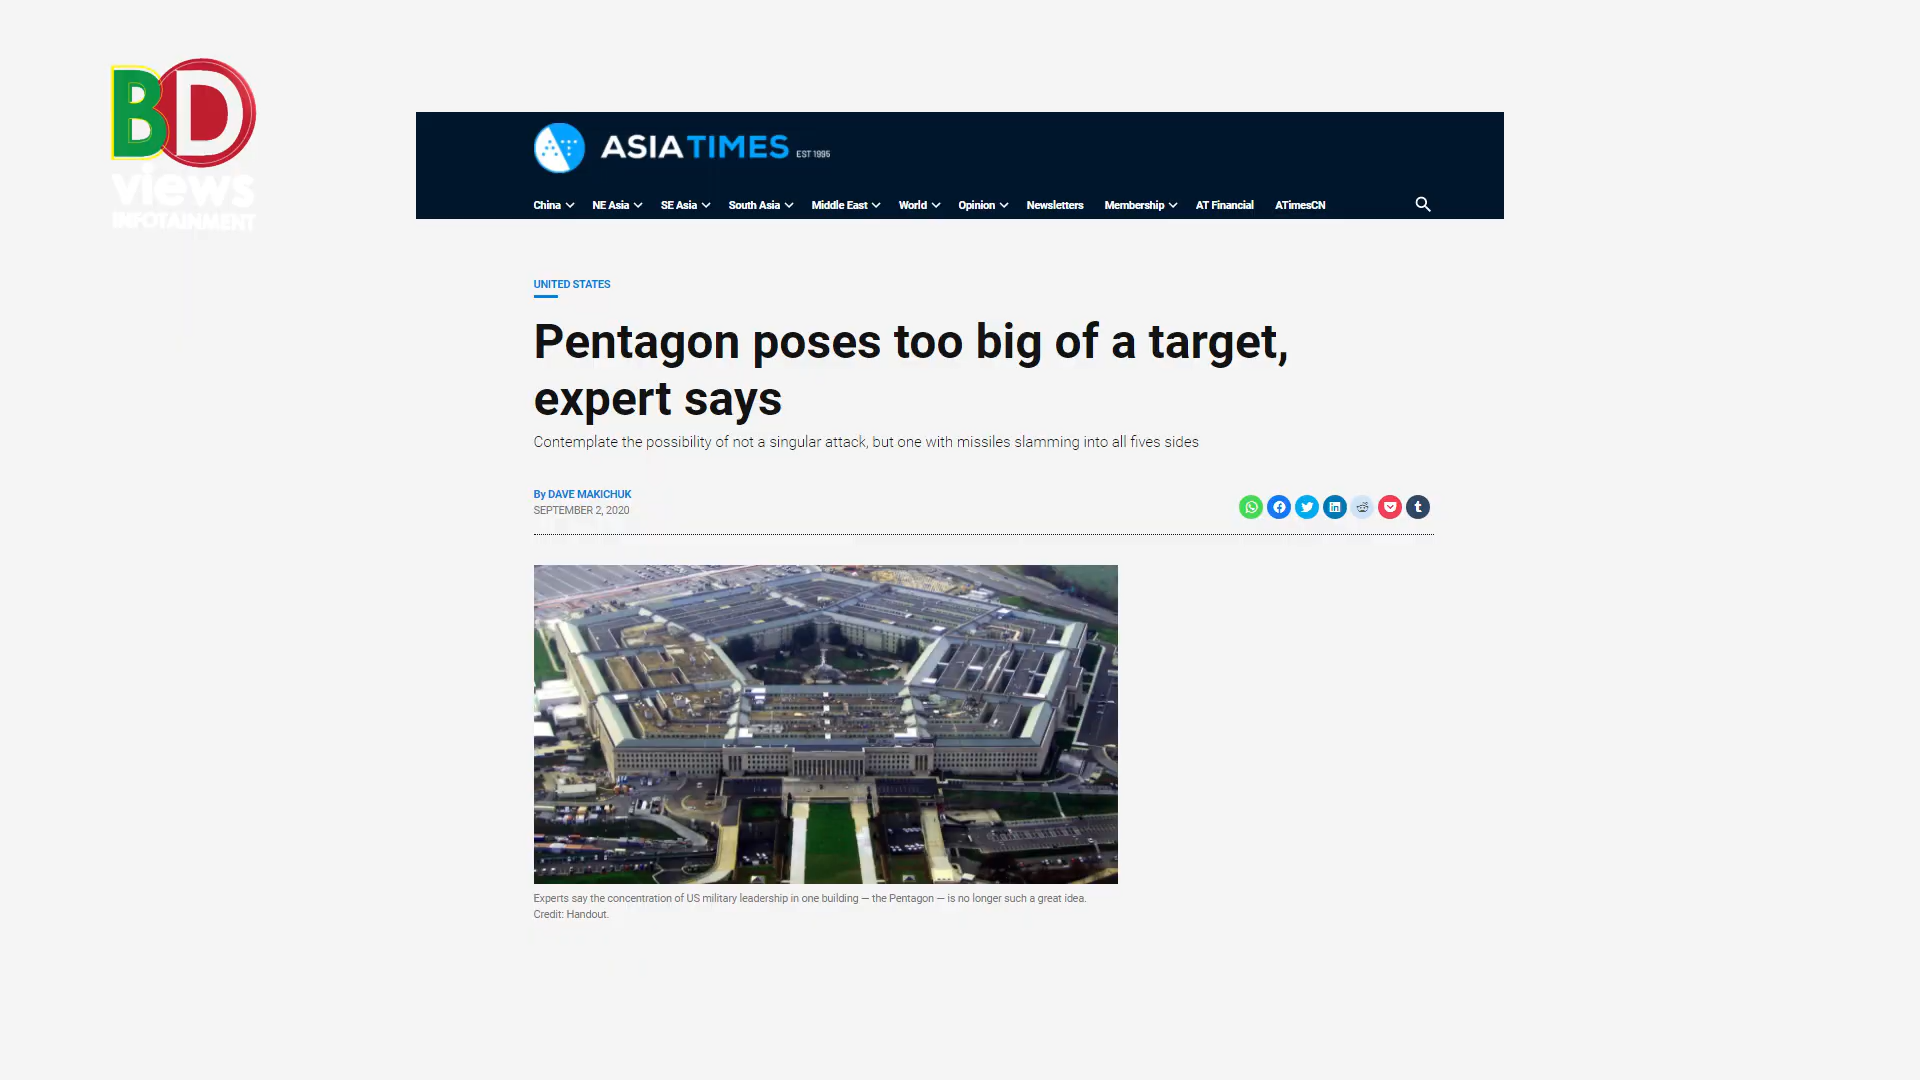 BD
views
INFOTAINMENT
ASIA TIMES EST 1995
China NE Asia SE Asia South Asia Middle East World Opinion Newsletters Membership AT Financial ATimesCN
UNITED STATES
Pentagon poses too big of a target,
expert says
Contemplate the possibility of not a singular attack, but one with missiles slamming into all fives sides
By DAVE MAKICHUK
SEPTEMBER 2, 2020
Experts say the concentration of US military leadership in one building — the Pentagon — is no longer such a great idea.
Credit: Handout.